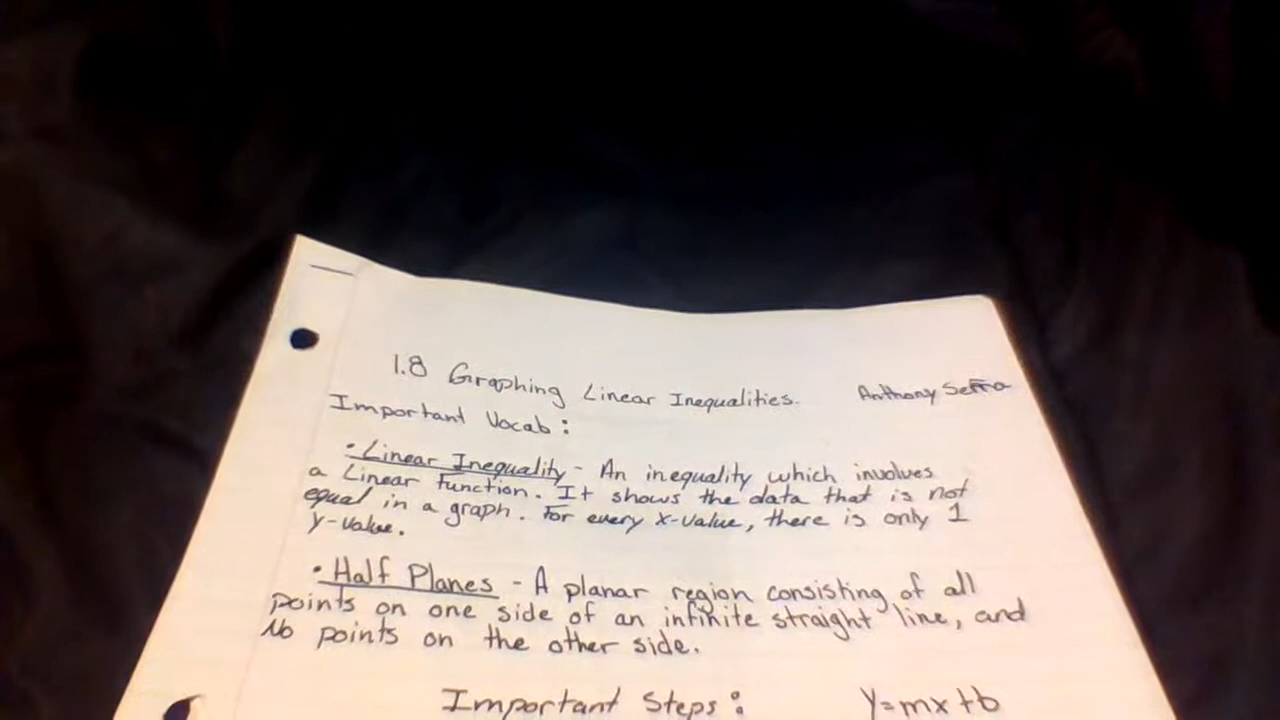 1.8 Graphing Linear Inequalities. Anthony Serra
Important Vocab:
• Linear Inequality - An inequality which involves
a Linear Function. It shows the data that is not
equal in a graph. For every x-value, there is only 1
y-value.
• Half Planes - A planar region consisting of all
points on one side of an infinite straight line, and
No points on the other side.
Important Steps: y=mx+b